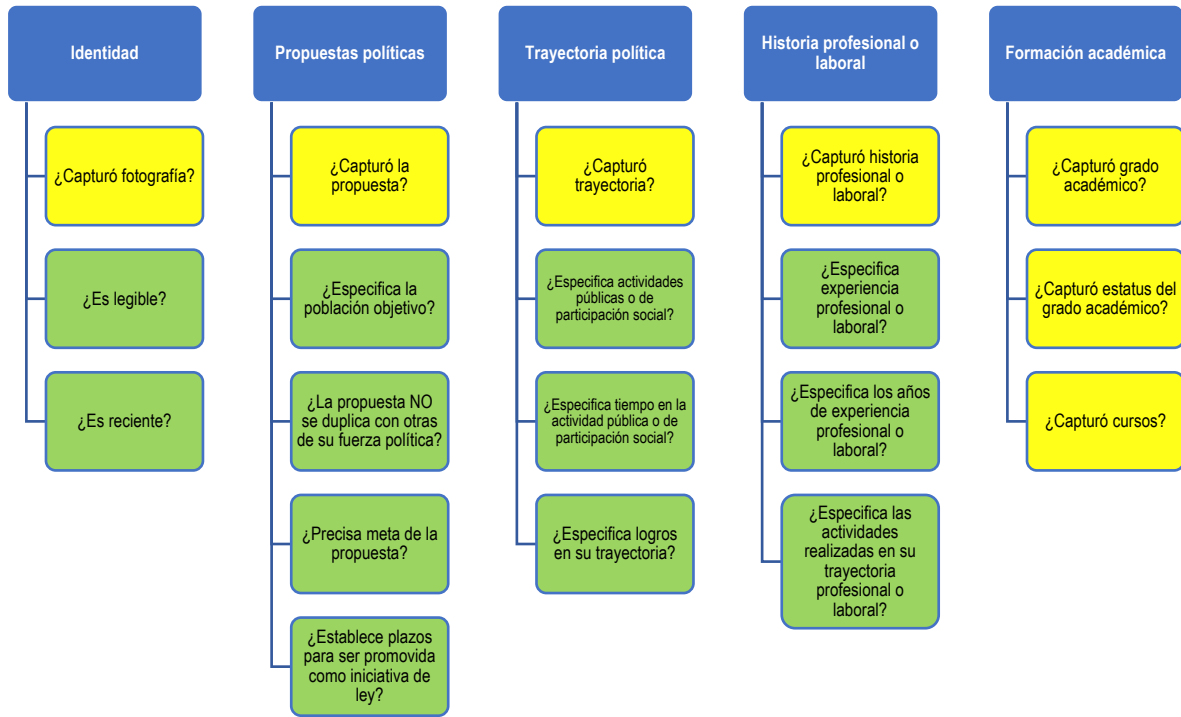 Identidad
¿Capturó fotografía?
¿Es legible?
¿Es reciente?
Propuestas políticas
¿Capturó la
propuesta?
¿Especifica la
población objetivo?
¿La propuesta NO
se duplica con otras
de su fuerza política?
¿Precisa meta de la
propuesta?
¿Establece plazos
para ser promovida
como iniciativa de
ley?
Trayectoria política
¿Capturó
trayectoria?
¿Especifica actividades
públicas o de
participación social?
¿Especifica tiempo en la
actividad pública o de
participación social?
¿Especifica logros
en su trayectoria?
Historia profesional o
laboral
¿Capturó historia
profesional o
laboral?
¿Especifica
experiencia
profesional o
laboral?
¿Especifica los años
de experiencia
profesional o
laboral?
¿Especifica las
actividades
realizadas en su
trayectoria
profesional o
laboral?
Formación académica
¿Capturó grado
académico?
¿Capturó estatus del
grado académico?
¿Capturó cursos?